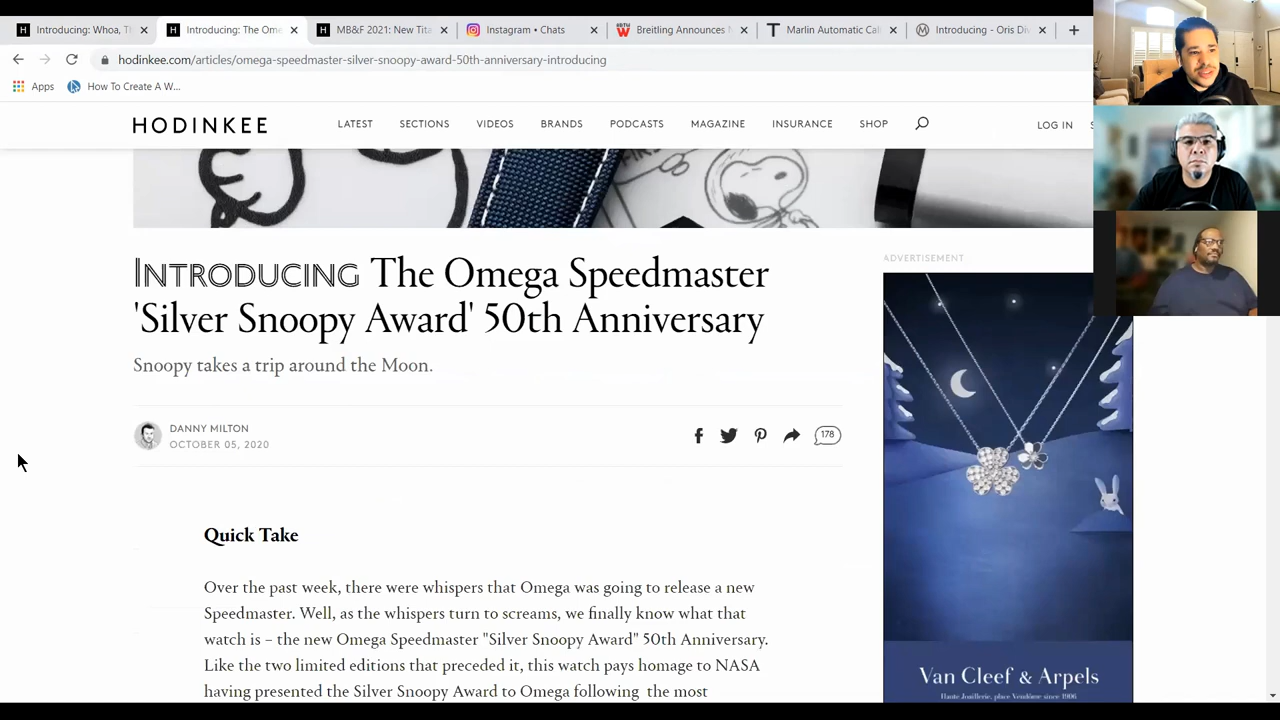 Introducing: Whoa, T
Introducing: The Ome
MB&F 2021: New Tita
Instagram • Chats
Breitling Announces
Marlin Automatic Cal
Introducing - Oris Div
hodinkee.com/articles/omega-speedmaster-silver-snoopy-award-50th-anniversary-introducing
Apps
How To Create A W...
HODINKEE
LATEST
SECTIONS
VIDEOS
BRANDS
PODCASTS
MAGAZINE
INSURANCE
SHOP
LOG IN
INTRODUCING The Omega Speedmaster
'Silver Snoopy Award' 50th Anniversary
Snoopy takes a trip around the Moon.
DANNY MILTON
OCTOBER 05, 2020
178
Quick Take
Over the past week, there were whispers that Omega was going to release a new
Speedmaster. Well, as the whispers turn to screams, we finally know what that
watch is – the new Omega Speedmaster "Silver Snoopy Award" 50th Anniversary.
Like the two limited editions that preceded it, this watch pays homage to NASA
having presented the Silver Snoopy Award to Omega following the most
ADVERTISEMENT
Van Cleef & Arpels
Haute Joaillerie, place Vendôme since 1906